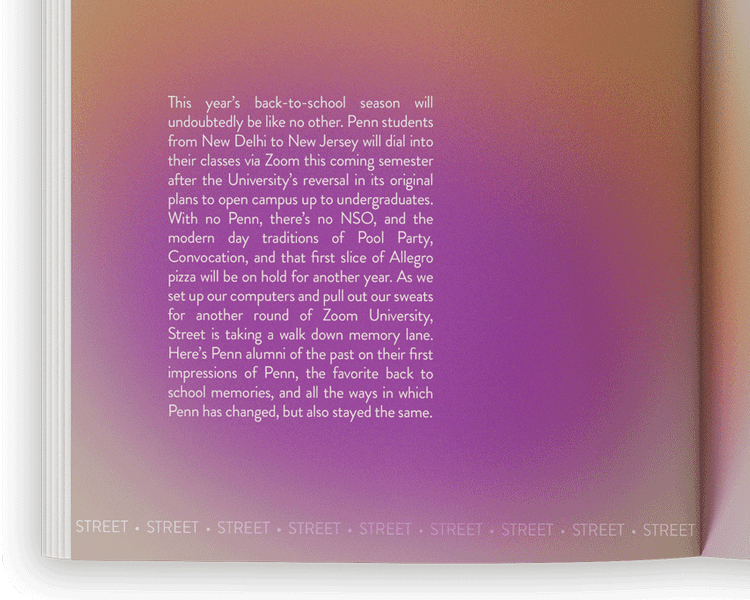 This year's back-to-school season will
undoubtedly be like no other. Penn students
from New Delhi to New Jersey will dial into
their classes via Zoom this coming semester
after the University's reversal in its original
plans to open campus up to undergraduates.
With no Penn, there's no NSO, and the
modern day traditions of Pool Party,
Convocation, and that first slice of Allegro
pizza will be on hold for another year. As we
set up our computers and pull out our sweats
for another round of Zoom University,
Street is taking a walk down memory lane.
Here's Penn alumni of the past on their first
impressions of Penn, the favorite back to
school memories, and all the ways in which
Penn has changed, but also stayed the same.
STREET • STREET • STREET • STREET • STREET • STREET • STREET • STREET • STREET